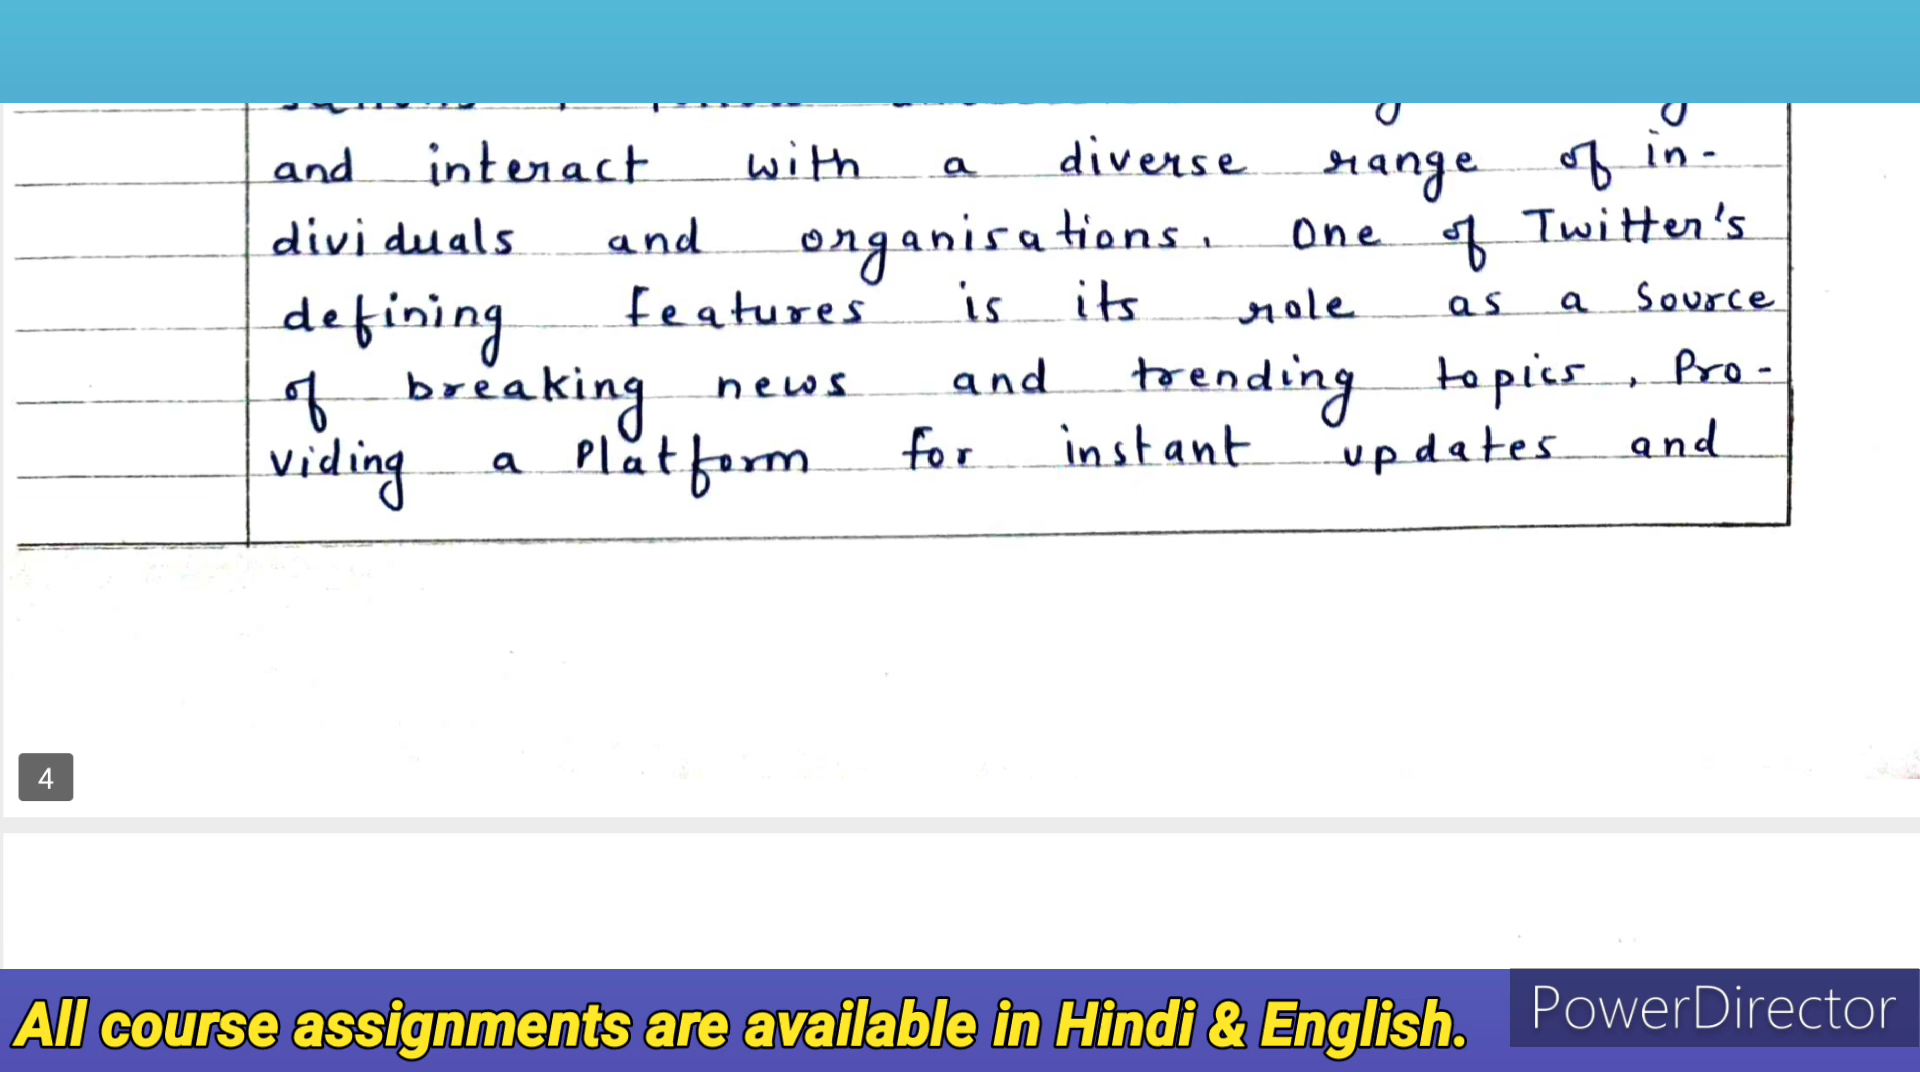 and interact with a diverse range of in-
dividuals and organisations. One of Twitter's
defining features is its role as a source
of breaking news and trending topics, Pro-
viding a Platform for instant updates and
4
All course assignments are available in Hindi & English.
PowerDirector